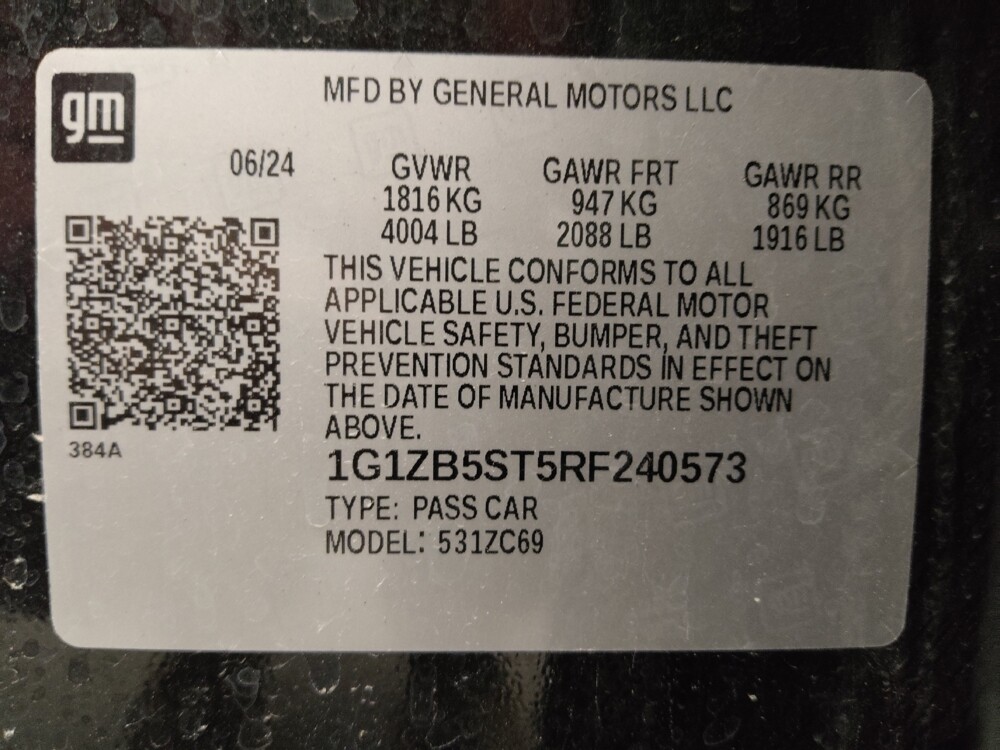 gm
MFD BY GENERAL MOTORS LLC
06/24 GVWR GAWR FRT GAWR RR
1816 KG 947 KG 869 KG
4004 LB 2088 LB 1916 LB
THIS VEHICLE CONFORMS TO ALL
APPLICABLE U.S. FEDERAL MOTOR
VEHICLE SAFETY, BUMPER, AND THEFT
PREVENTION STANDARDS IN EFFECT ON
THE DATE OF MANUFACTURE SHOWN
ABOVE.
384A
1G1ZB5ST5RF240573
TYPE: PASS CAR
MODEL: 531ZC69